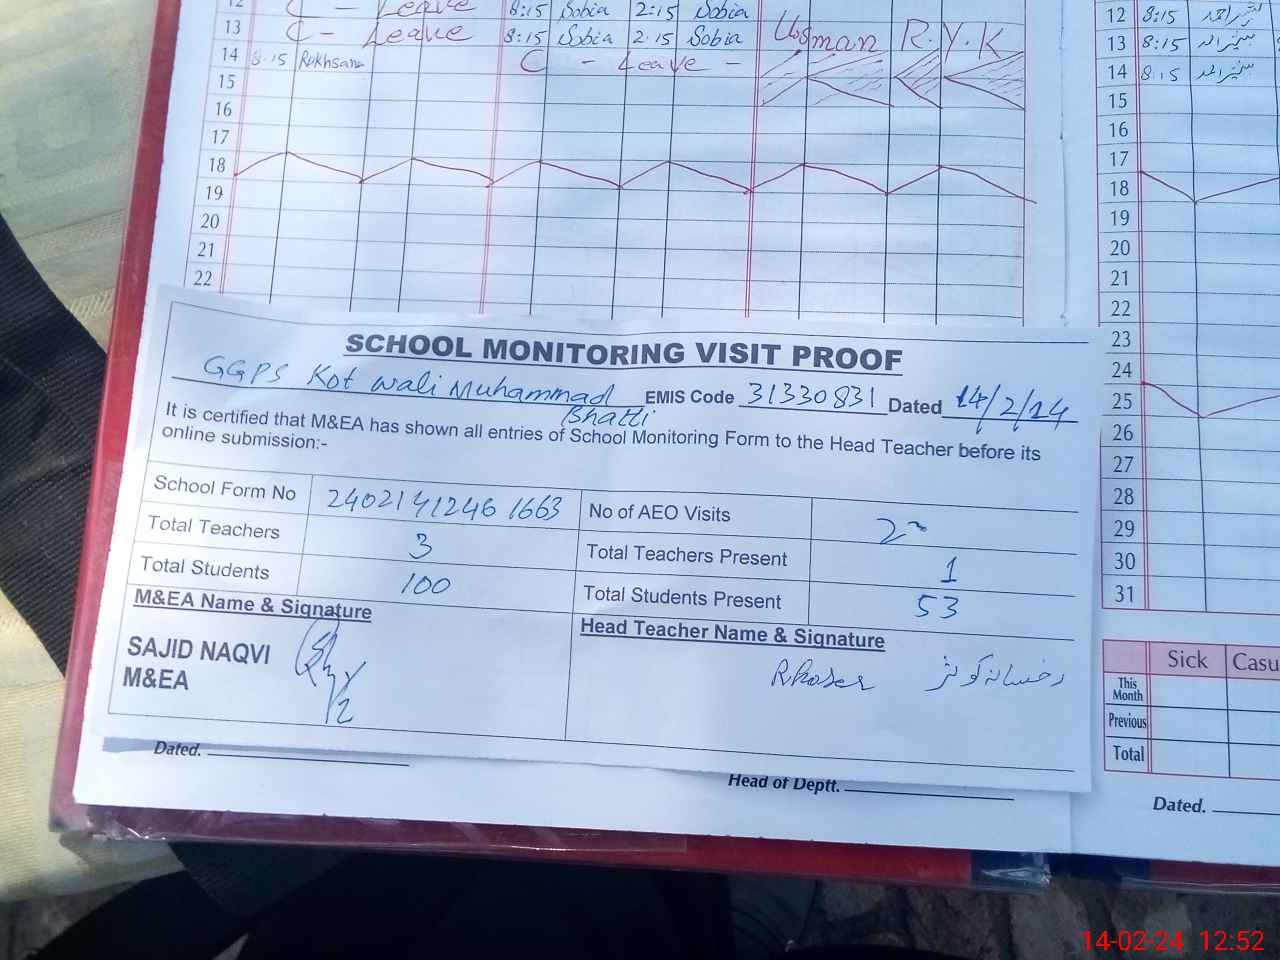 12 C - Leave 8:15 Sobia 2:15 Sobia
13 C - Leave 8:15 Sobia 2:15 Sobia Usman R.Y.K
14 8:15 Rukhsana C - Leave -
15
16
17
18
19
20
21
22
12 8:15
13 8:15
14 8:15
15
16
17
18
19
20
21
22
23
24
25
26
27
28
29
30
31
SCHOOL MONITORING VISIT PROOF
GGPS Kot Wali Muhammad Bhatti EMIS Code 31330831 Dated 14/2/24
It is certified that M&EA has shown all entries of School Monitoring Form to the Head Teacher before its
online submission:-
School Form No 24021412461663 No of AEO Visits 2
Total Teachers 3 Total Teachers Present 1
Total Students 100 Total Students Present 53
M&EA Name & Signature Head Teacher Name & Signature
SAJID NAQVI
M&EA
رخسانہ کوثر
Dated.
Head of Deptt.
Sick Casu
This Month
Previous
Total
Dated.
14-02-24 12:52